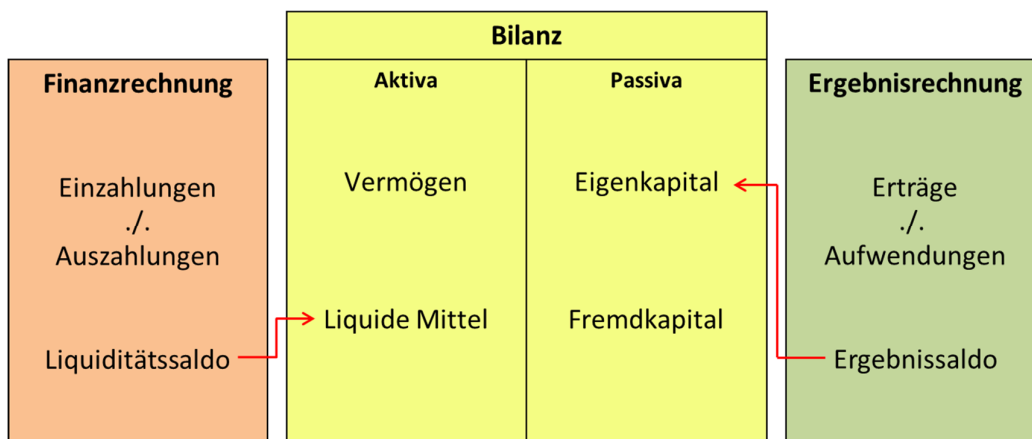 Finanzrechnung
Einzahlungen
./.
Auszahlungen
Liquiditätssaldo
Bilanz
Aktiva
Vermögen
Liquide Mittel
Passiva
Eigenkapital
Fremdkapital
Ergebnisrechnung
Erträge
./.
Aufwendungen
Ergebnissaldo